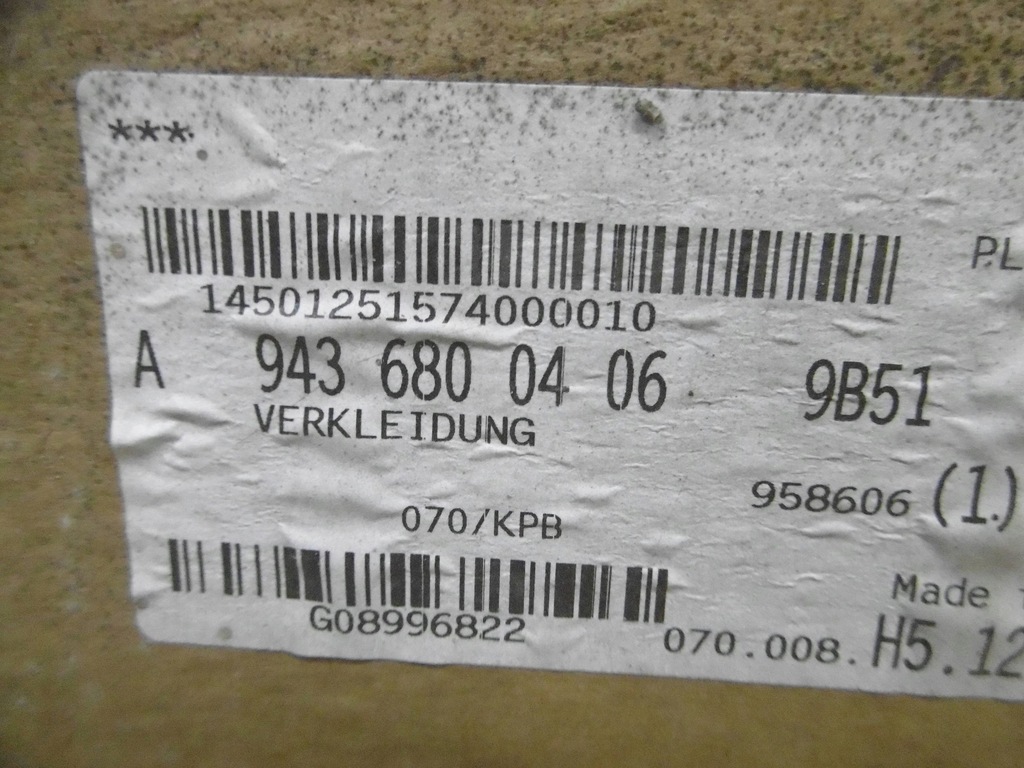 ***
PL
14501251574000010
A 943 680 04 06 9B51
VERKLEIDUNG
958606 (1.)
070/KPB
Made
G08996822
070.008. H5.12